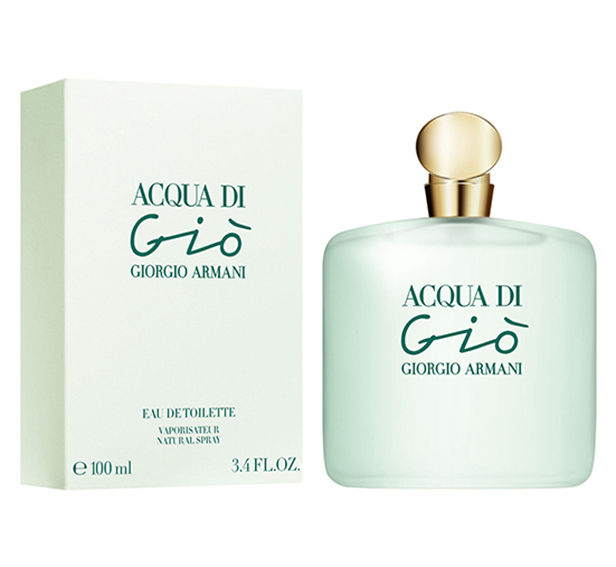 ACQUA DI
Giò
GIORGIO ARMANI
EAU DE TOILETTE
VAPORISATEUR
NATURAL SPRAY
℮ 100 ml 3.4 FL.OZ.
ACQUA DI
Giò
GIORGIO ARMANI